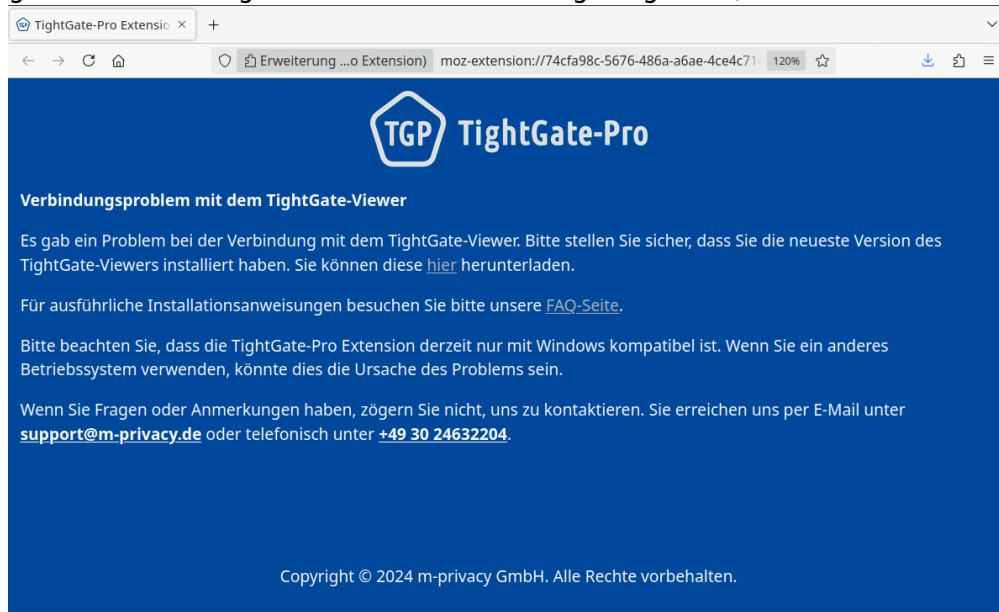 TightGate-Pro Extensio
Erweiterung ...o Extension) moz-extension://74cfa98c-5676-486a-a6ae-4ce4c71 120%
TGP TightGate-Pro
Verbindungsproblem mit dem TightGate-Viewer
Es gab ein Problem bei der Verbindung mit dem TightGate-Viewer. Bitte stellen Sie sicher, dass Sie die neueste Version des
TightGate-Viewers installiert haben. Sie können diese hier herunterladen.
Für ausführliche Installationsanweisungen besuchen Sie bitte unsere FAQ-Seite.
Bitte beachten Sie, dass die TightGate-Pro Extension derzeit nur mit Windows kompatibel ist. Wenn Sie ein anderes
Betriebssystem verwenden, könnte dies die Ursache des Problems sein.
Wenn Sie Fragen oder Anmerkungen haben, zögern Sie nicht, uns zu kontaktieren. Sie erreichen uns per E-Mail unter
support@m-privacy.de oder telefonisch unter +49 30 24632204.
Copyright © 2024 m-privacy GmbH. Alle Rechte vorbehalten.